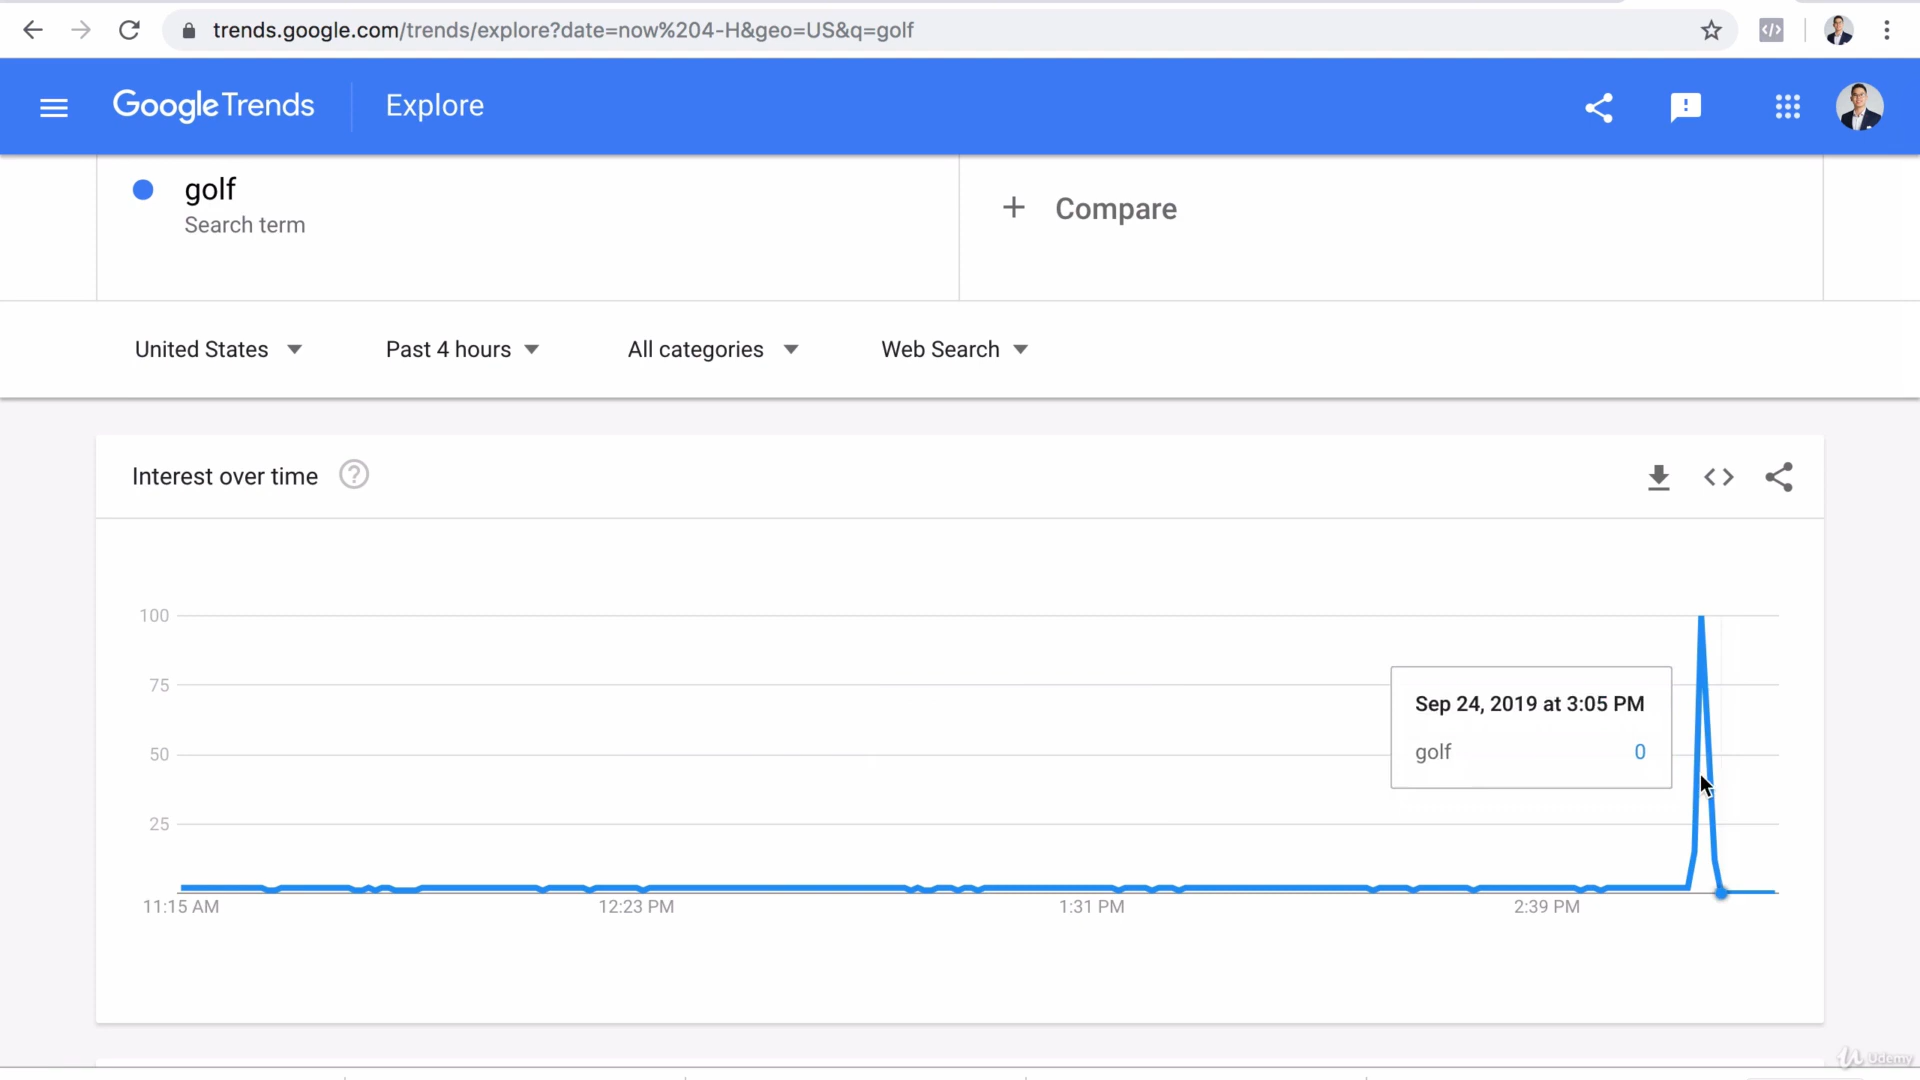 trends.google.com/trends/explore?date=now%204-H&geo=US&q=golf
Google Trends
Explore
golf
Search term
+ Compare
United States
Past 4 hours
All categories
Web Search
Interest over time
100
75
50
25
Sep 24, 2019 at 3:05 PM
golf 0
11:15 AM
12:23 PM
1:31 PM
2:39 PM
Udemy